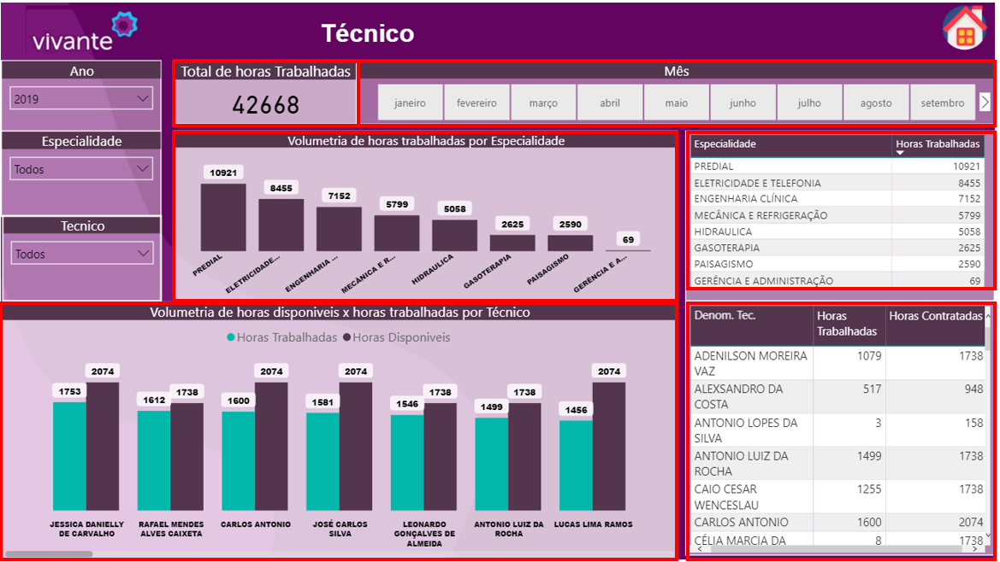 vivante
Técnico
Ano
2019
Especialidade
Todos
Tecnico
Todos
Total de horas Trabalhadas
42668
Mês
janeiro fevereiro março abril maio junho julho agosto setembro
Volumetria de horas trabalhadas por Especialidade
10921
8455
7152
5799
5058
2625
2590
69
PREDIAL
ELETRICIDADE...
ENGENHARIA ...
MECÂNICA E R...
HIDRAULICA
GASOTERAPIA
PAISAGISMO
GERÊNCIA E A...
Especialidade Horas Trabalhadas
PREDIAL 10921
ELETRICIDADE E TELEFONIA 8455
ENGENHARIA CLÍNICA 7152
MECÂNICA E REFRIGERAÇÃO 5799
HIDRAULICA 5058
GASOTERAPIA 2625
PAISAGISMO 2590
GERÊNCIA E ADMINISTRAÇÃO 69
Volumetria de horas disponiveis x horas trabalhadas por Técnico
Horas Trabalhadas Horas Disponiveis
1753 2074
1612 1738
1600 2074
1581 2074
1546 1738
1499 1738
1456 2074
JESSICA DANIELLY
DE CARVALHO
RAFAEL MENDES
ALVES CAIXETA
CARLOS ANTONIO
JOSÉ CARLOS
SILVA
LEONARDO
GONÇALVES DE
ALMEIDA
ANTONIO LUIZ DA
ROCHA
LUCAS LIMA RAMOS
Denom. Tec. Horas Horas Contratadas
Trabalhadas
ADENILSON MOREIRA 1079 1738
VAZ
ALEXSANDRO DA 517 948
COSTA
ANTONIO LOPES DA 3 158
SILVA
ANTONIO LUIZ DA 1499 1738
ROCHA
CAIO CESAR 1255 1738
WENCESLAU
CARLOS ANTONIO 1600 2074
CÉLIA MARCIA DA 8 1738